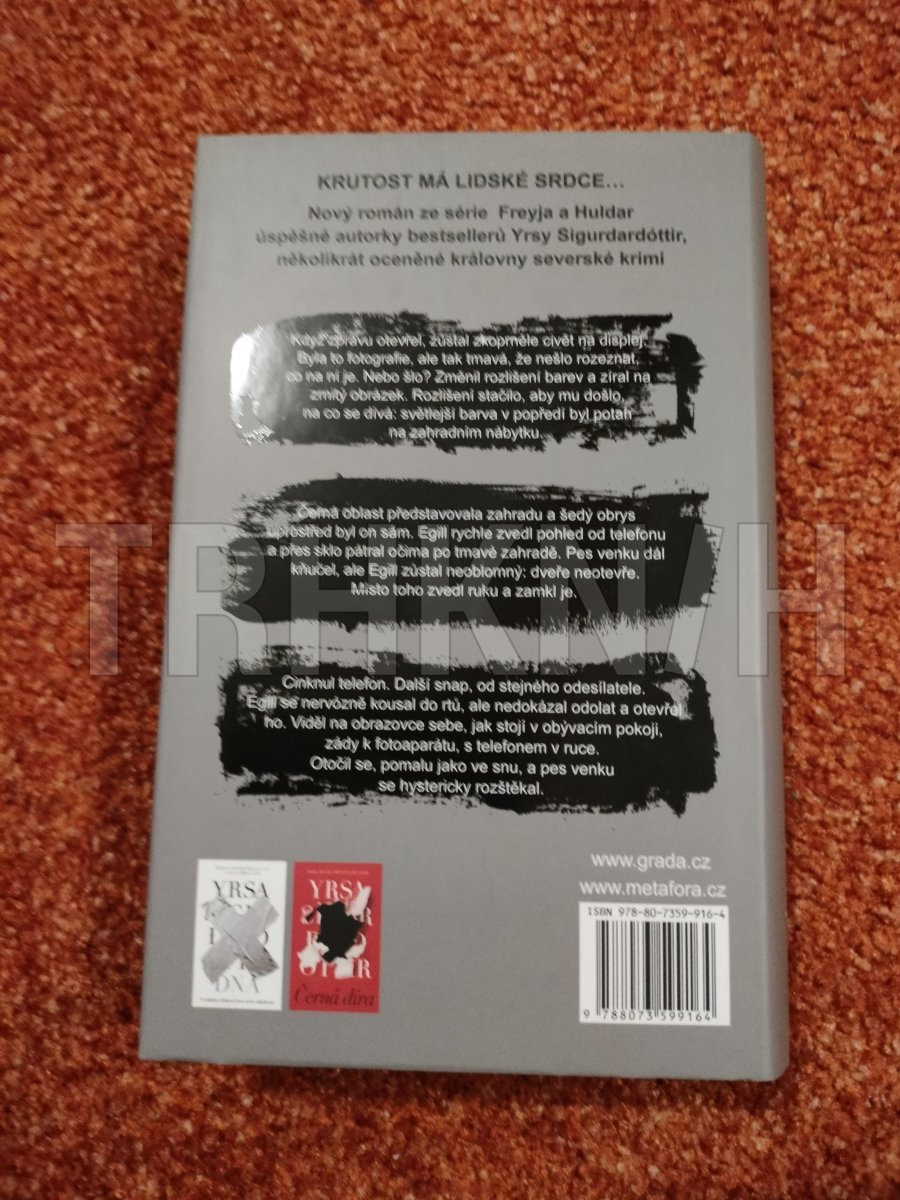 KRUTOST MÁ LIDSKÉ SRDCE...
Nový román ze série Freyja a Huldar
úspěšné autorky bestsellerů Yrsy Sigurdardóttir,
několikrát oceněné královny severské krimi
Když zprávu otevřel, zůstal zkoprněle civět na displej.
Byla to fotografie, ale tak tmavá, že nešlo rozeznat,
co na ní je. Nebo šlo? Změnil rozlišení barev a zíral na
zrnitý obrázek. Rozlišení stačilo, aby mu došlo,
na co se dívá: světlejší barva v popředí byl potah
na zahradním nábytku.
Černá oblast představovala zahradu a šedý obrys
uprostřed byl on sám. Egill rychle zvedl pohled od telefonu
a přes sklo pátral očima po tmavé zahradě. Pes venku dál
kňučel, ale Egill zůstal neoblomný: dveře neotevře.
Místo toho zvedl ruku a zamkl je.
Cinknul telefon. Další snap, od stejného odesílatele.
Egill se nervózně kousal do rtů, ale nedokázal odolat a otevřel
ho. Viděl na obrazovce sebe, jak stojí v obývacím pokoji,
zády k fotoaparátu, s telefonem v ruce.
Otočil se, pomalu jako ve snu, a pes venku
se hystericky rozštěkal.
www.grada.cz
www.metafora.cz
ISBN 978-80-7359-916-4
9 788073 599164
YRSA
DNA
YRSA
Černá díra
TRHKNIH